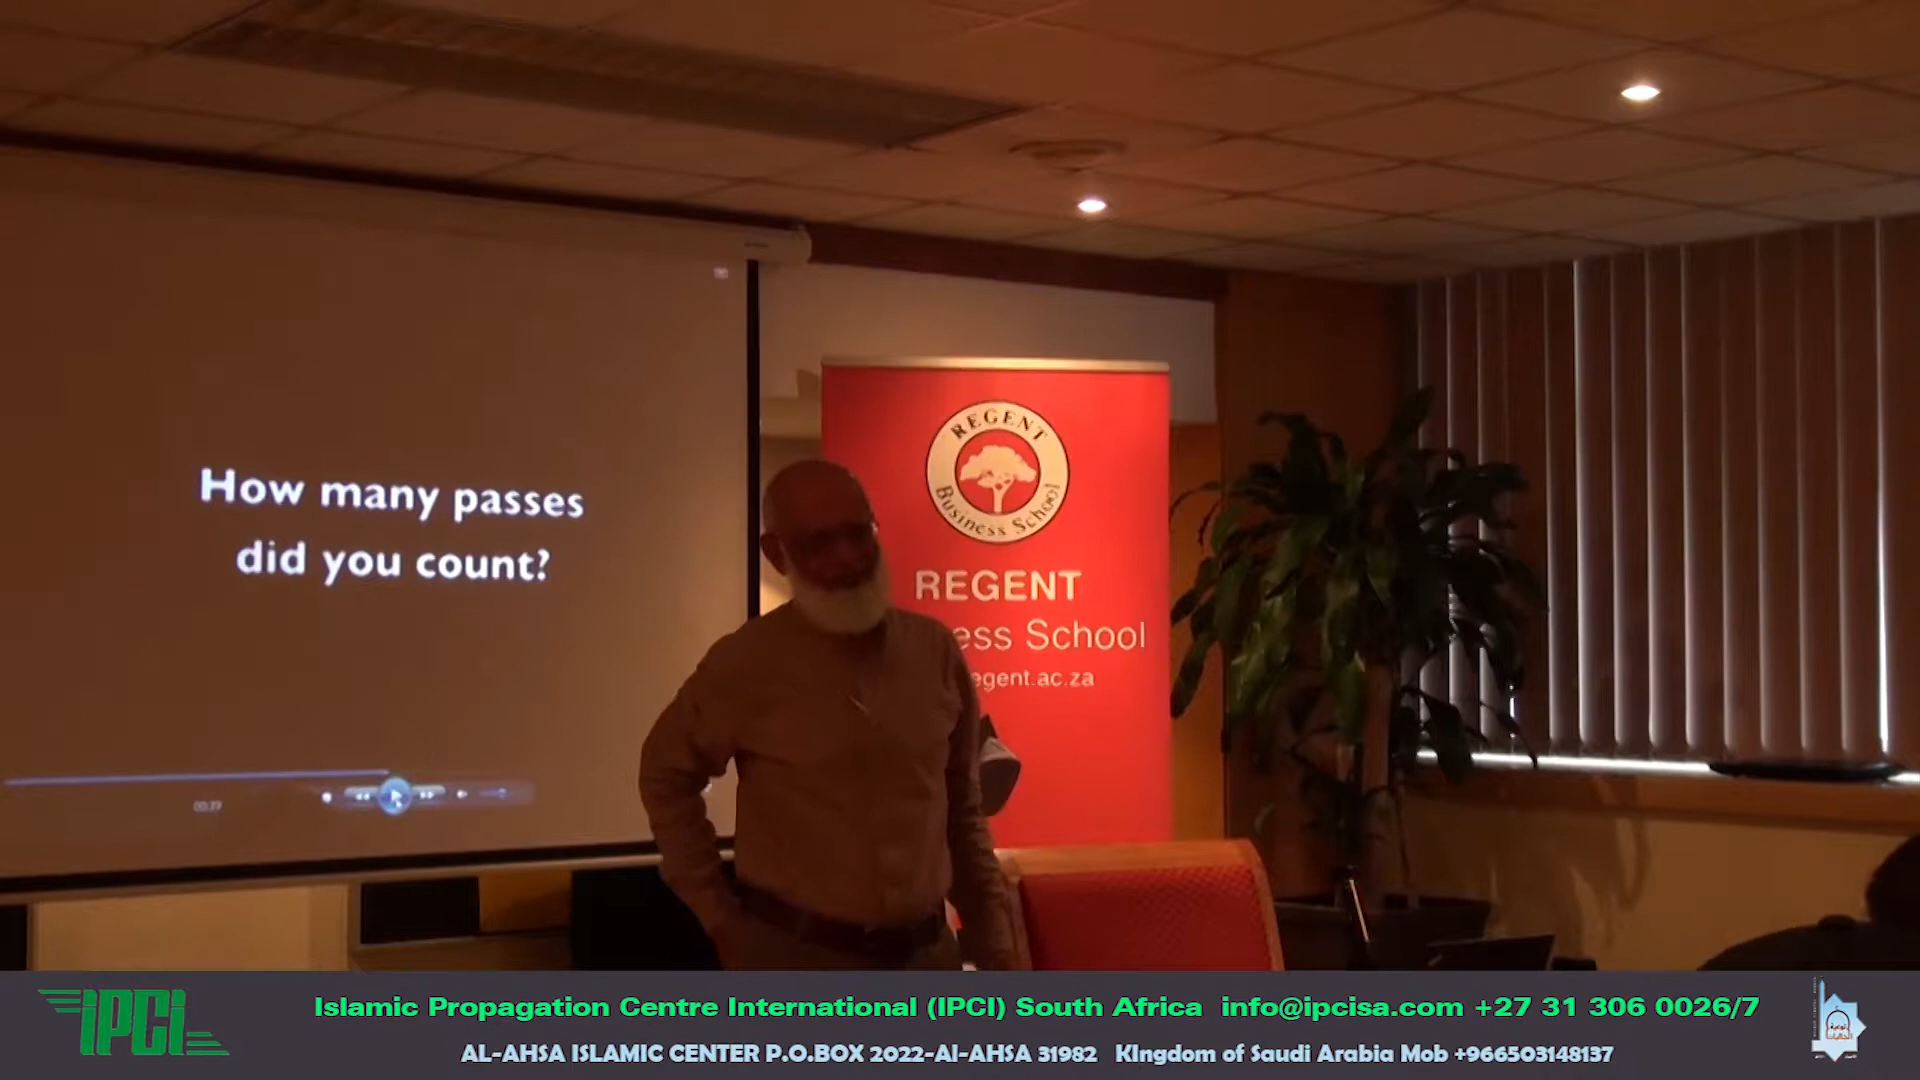 How many passes
did you count?
00:39
REGENT
Business School
REGENT
ess School
egent.ac.za
iPCi
Islamic Propagation Centre International (IPCI) South Africa info@ipcisa.com +27 31 306 0026/7
AL-AHSA ISLAMIC CENTER P.O.BOX 2022-Al-AHSA 31982 KIngdom of Saudi Arabia Mob +966503148137